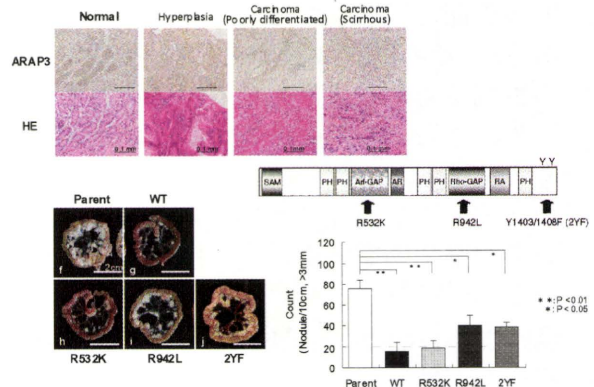 Normal
Hyperplasia
Carcinoma
(Poorly differentiated)
Carcinoma
(Scirrhous)
ARAP3
HE
0.1 mm
0.1 mm
0.1 mm
0.1 mm
Y Y
SAM
PH
PH
Arf-GAP
AR
PH
PH
Rho-GAP
RA
PH
R532K
R942L
Y1403/1408F (2YF)
Parent
WT
f
2cm
g
h
i
j
R532K
R942L
2YF
Count
(Nodule/10cm, >3mm)
120
100
80
60
40
20
0
**
**
*
*
* *: P <0.01
*: P <0.05
Parent
WT
R532K
R942L
2YF